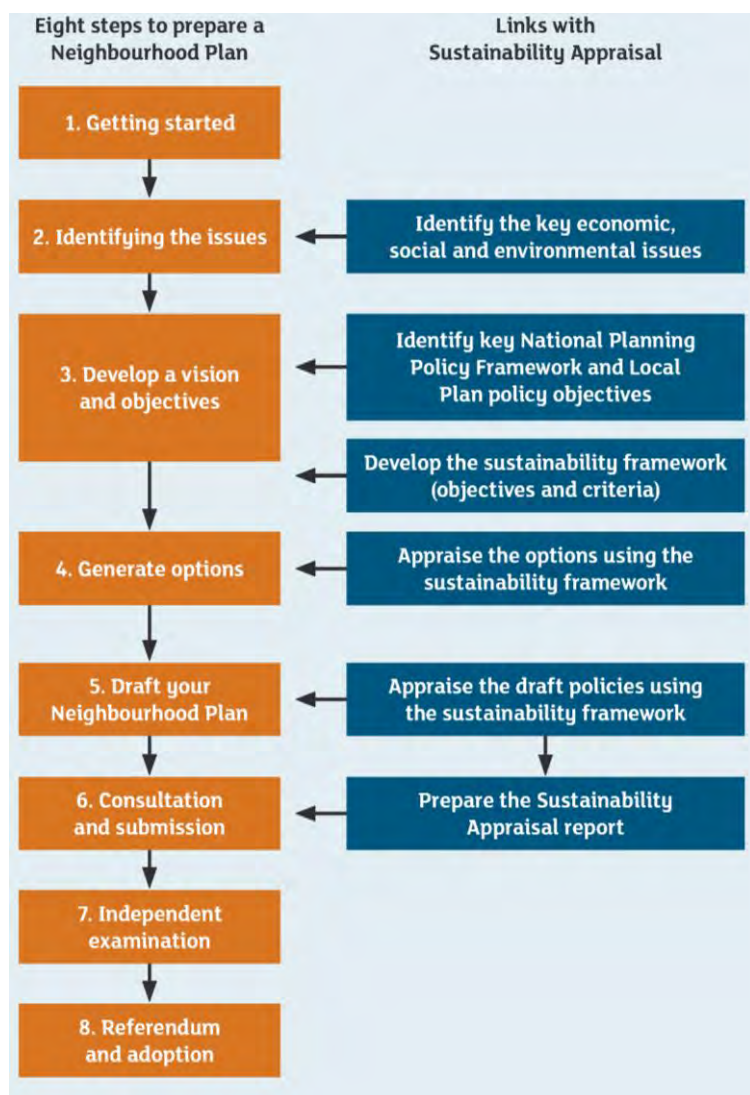 Eight steps to prepare a
Neighbourhood Plan
Links with
Sustainability Appraisal
1. Getting started
2. Identifying the issues
Identify the key economic,
social and environmental issues
3. Develop a vision
and objectives
Identify key National Planning
Policy Framework and Local
Plan policy objectives
Develop the sustainability framework
(objectives and criteria)
4. Generate options
Appraise the options using the
sustainability framework
5. Draft your
Neighbourhood Plan
Appraise the draft policies using
the sustainability framework
6. Consultation
and submission
Prepare the Sustainability
Appraisal report
7. Independent
examination
8. Referendum
and adoption